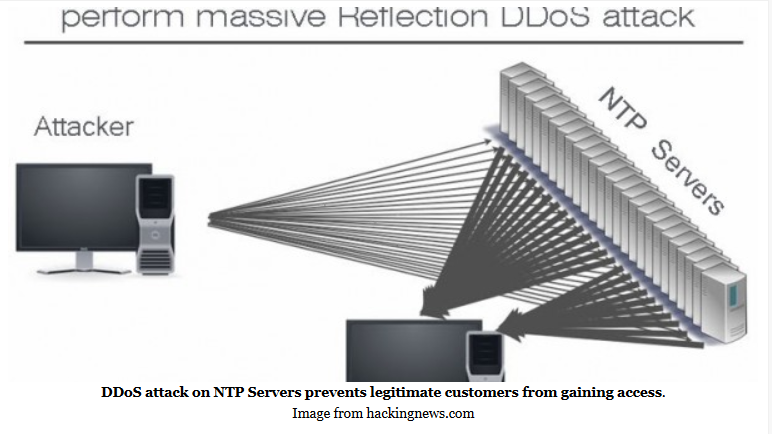 perform massive Reflection DDoS attack
Attacker
NTP Servers
DDoS attack on NTP Servers prevents legitimate customers from gaining access.
Image from hackingnews.com